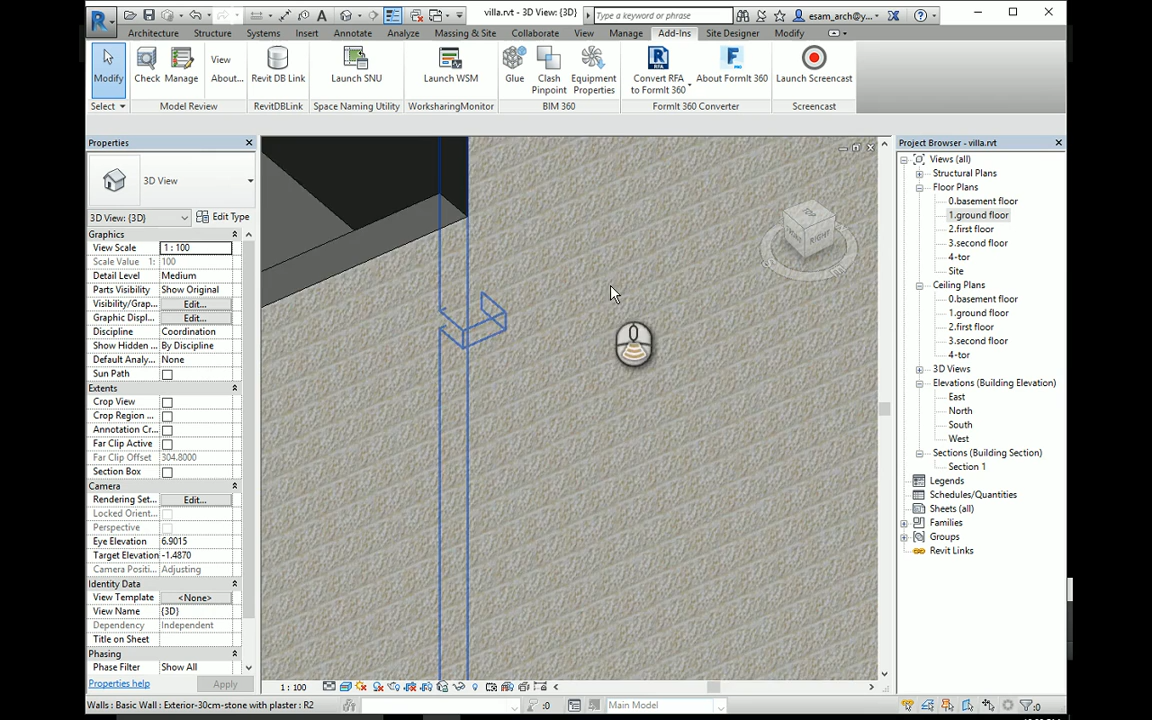 villa.rvt - 3D View: {3D}
Type a keyword or phrase
esam_arch@y...
Architecture Structure Systems Insert Annotate Analyze Massing & Site Collaborate View Manage Add-Ins Site Designer Modify
Modify
Check
Manage
View
About...
Revit DB Link
Launch SNU
Launch WSM
Glue
Clash
Pinpoint
Equipment
Properties
Convert RFA
to FormIt 360
About FormIt 360
Launch Screencast
Select
Model Review
RevitDBLink
Space Naming Utility
WorksharingMonitor
BIM 360
FormIt 360 Converter
Screencast
Properties
3D View
3D View: {3D}
Edit Type
Graphics
View Scale 1 : 100
Scale Value 1: 100
Detail Level Medium
Parts Visibility Show Original
Visibility/Grap... Edit...
Graphic Displ... Edit...
Discipline Coordination
Show Hidden ... By Discipline
Default Analy... None
Sun Path
Extents
Crop View
Crop Region ...
Annotation Cr...
Far Clip Active
Far Clip Offset 304.8000
Section Box
Camera
Rendering Set... Edit...
Locked Orient...
Perspective
Eye Elevation 6.9015
Target Elevation -1.4870
Camera Positi... Adjusting
Identity Data
View Template <None>
View Name {3D}
Dependency Independent
Title on Sheet
Phasing
Phase Filter Show All
Properties help
Apply
TOP
RIGHT
Project Browser - villa.rvt
Views (all)
Structural Plans
Floor Plans
0.basement floor
1.ground floor
2.first floor
3.second floor
4-tor
Site
Ceiling Plans
0.basement floor
1.ground floor
2.first floor
3.second floor
4-tor
3D Views
Elevations (Building Elevation)
East
North
South
West
Sections (Building Section)
Section 1
Legends
Schedules/Quantities
Sheets (all)
Families
Groups
Revit Links
1 : 100
Walls : Basic Wall : Exterior-30cm-stone with plaster : R2
:0
Main Model
:0